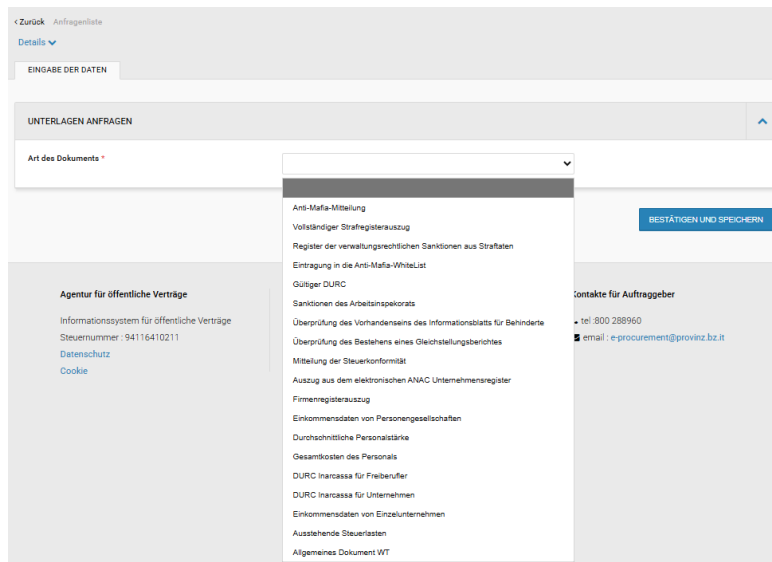 ‹ Zurück Anfragenliste
Details
EINGABE DER DATEN
UNTERLAGEN ANFRAGEN
Art des Dokuments *
Anti-Mafia-Mitteilung
Vollständiger Strafregisterauszug
Register der verwaltungsrechtlichen Sanktionen aus Straftaten
Eintragung in die Anti-Mafia-WhiteList
Gültiger DURC
Sanktionen des Arbeitsinspekorats
Überprüfung des Vorhandenseins des Informationsblatts für Behinderte
Überprüfung des Bestehens eines Gleichstellungsberichtes
Mitteilung der Steuerkonformität
Auszug aus dem elektronischen ANAC Unternehmensregister
Firmenregisterauszug
Einkommensdaten von Personengesellschaften
Durchschnittliche Personalstärke
Gesamtkosten des Personals
DURC Inarcassa für Freiberufler
DURC Inarcassa für Unternehmen
Einkommensdaten von Einzelunternehmen
Ausstehende Steuerlasten
Allgemeines Dokument WT
BESTÄTIGEN UND SPEICHERN
Agentur für öffentliche Verträge
Informationssystem für öffentliche Verträge
Steuernummer : 94116410211
Datenschutz
Cookie
Kontakte für Auftraggeber
tel :800 288960
email : e-procurement@provinz.bz.it